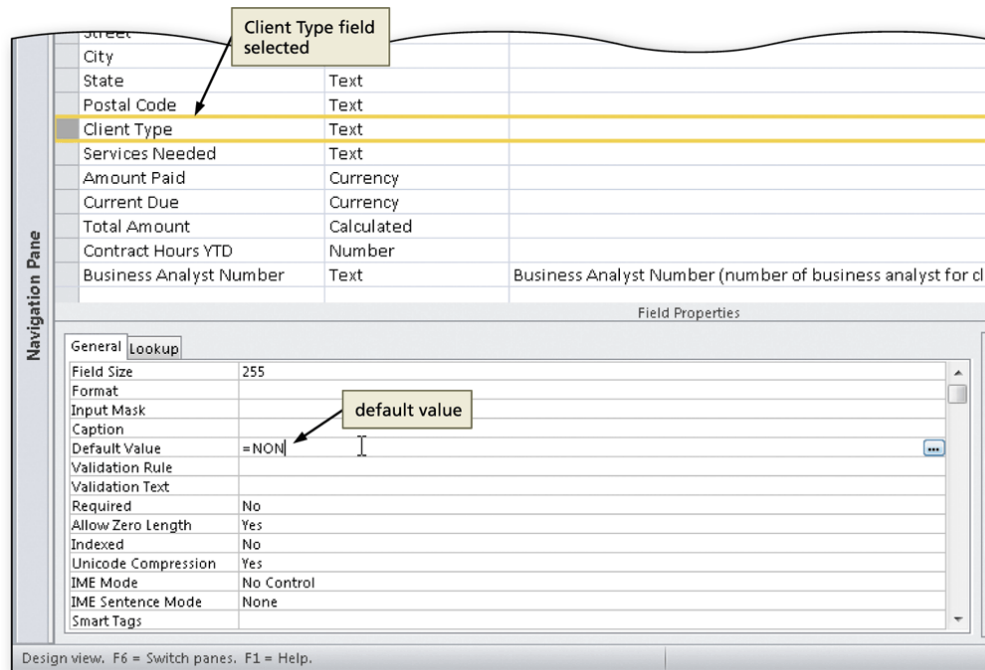 Client Type field
selected
Street
City
State Text
Postal Code Text
Client Type Text
Services Needed Text
Amount Paid Currency
Current Due Currency
Total Amount Calculated
Contract Hours YTD Number
Business Analyst Number Text Business Analyst Number (number of business analyst for cl
Navigation Pane
Field Properties
General Lookup
Field Size 255
Format
Input Mask
Caption
default value
Default Value =NON
Validation Rule
Validation Text
Required No
Allow Zero Length Yes
Indexed No
Unicode Compression Yes
IME Mode No Control
IME Sentence Mode None
Smart Tags
Design view. F6 = Switch panes. F1 = Help.